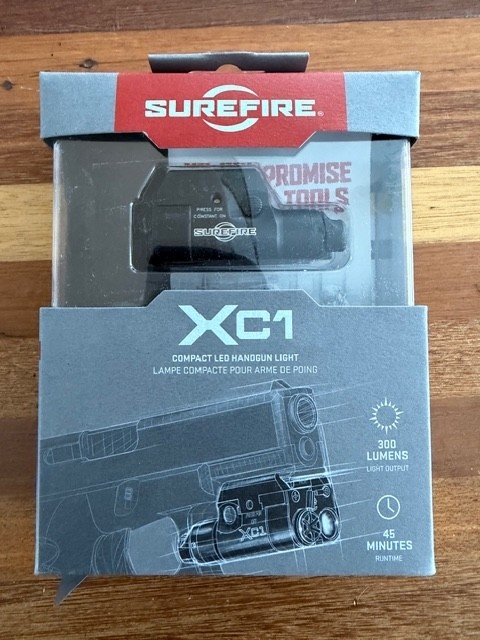 SUREFIRE®
PROMISE
TOOLS
PRESS FOR
CONSTANT ON
SUREFIRE
XC1
COMPACT LED HANDGUN LIGHT
LAMPE COMPACTE POUR ARME DE POING
300
LUMENS
LIGHT OUTPUT
XC1
45
MINUTES
RUNTIME